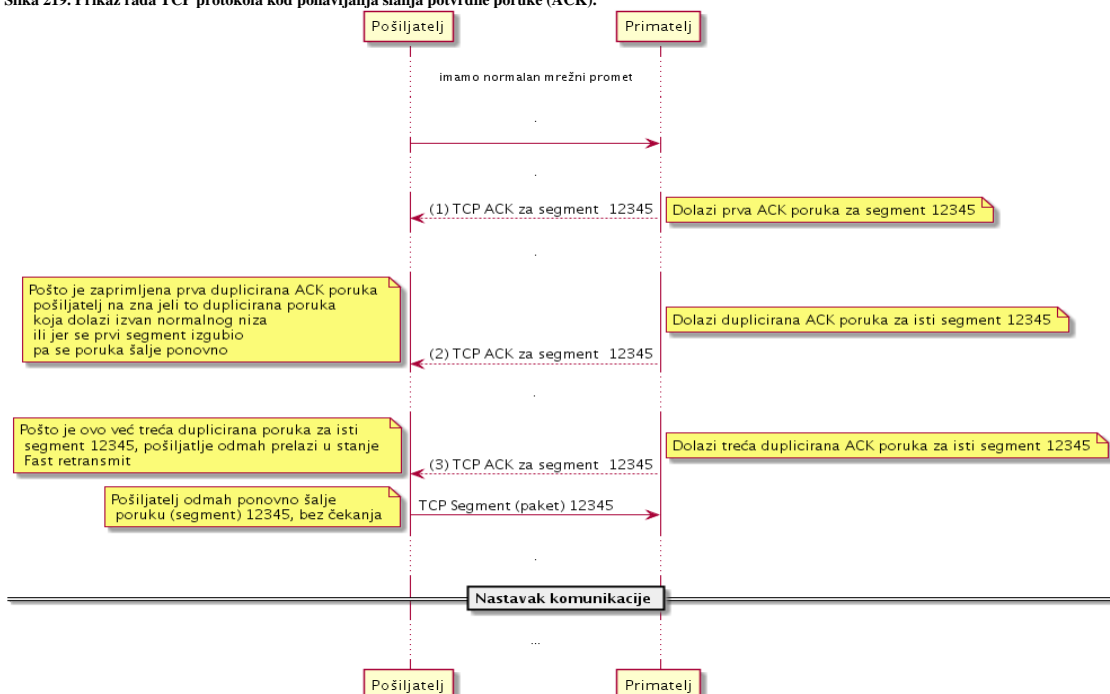 Slika 219. Prikaz rada TCP protokola kod ponavljanja slanja potvrdne poruke (ACK).
Pošiljatelj
Primatelj
imamo normalan mrežni promet
.
.
(1) TCP ACK za segment 12345
Dolazi prva ACK poruka za segment 12345
.
Pošto je zaprimljena prva duplicirana ACK poruka
pošiljatelj na zna jeli to duplicirana poruka
koja dolazi izvan normalnog niza
ili jer se prvi segment izgubio
pa se poruka šalje ponovno
Dolazi duplicirana ACK poruka za isti segment 12345
(2) TCP ACK za segment 12345
.
Pošto je ovo već treća duplicirana poruka za isti
segment 12345, pošiljatlje odmah prelazi u stanje
Fast retransmit
Dolazi treća duplicirana ACK poruka za isti segment 12345
(3) TCP ACK za segment 12345
Pošiljatelj odmah ponovno šalje
poruku (segment) 12345, bez čekanja
TCP Segment (paket) 12345
.
Nastavak komunikacije
...
Pošiljatelj
Primatelj